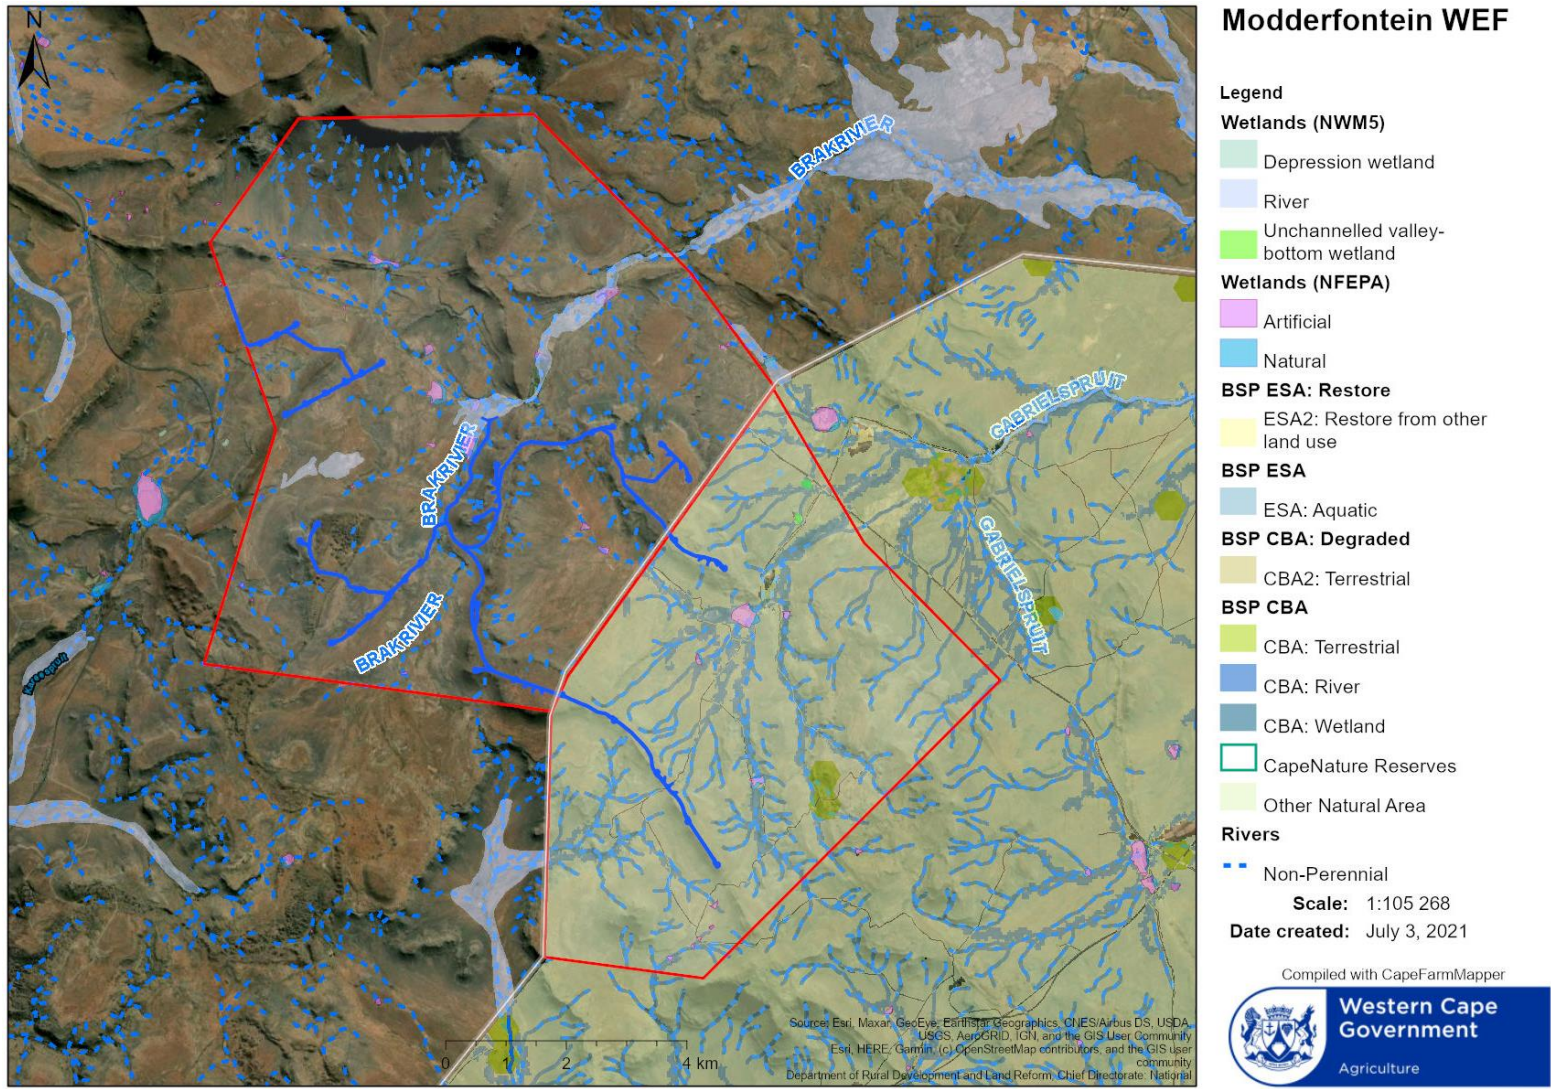 Modderfontein WEF
N
Legend
Wetlands (NWM5)
Depression wetland
River
Unchannelled valley-
bottom wetland
Wetlands (NFEPA)
Artificial
Natural
BSP ESA: Restore
ESA2: Restore from other
land use
BSP ESA
ESA: Aquatic
BSP CBA: Degraded
CBA2: Terrestrial
BSP CBA
CBA: Terrestrial
CBA: River
CBA: Wetland
CapeNature Reserves
Other Natural Area
Rivers
Non-Perennial
Scale: 1:105 268
Date created: July 3, 2021
Compiled with CapeFarmMapper
Western Cape
Government
Agriculture
BRAKRIVIER
GABRIELSPRUIT
BRAKRIVIER
GABRIELSPRUIT
BRAKRIVIER
0 1 2 4 km
Source: Esri, Maxar, GeoEye, Earthstar Geographics, CNES/Airbus DS, USDA,
USGS, AeroGRID, IGN, and the GIS User Community
Esri, HERE, Garmin, (c) OpenStreetMap contributors, and the GIS user
community
Department of Rural Development and Land Reform, Chief Directorate: National